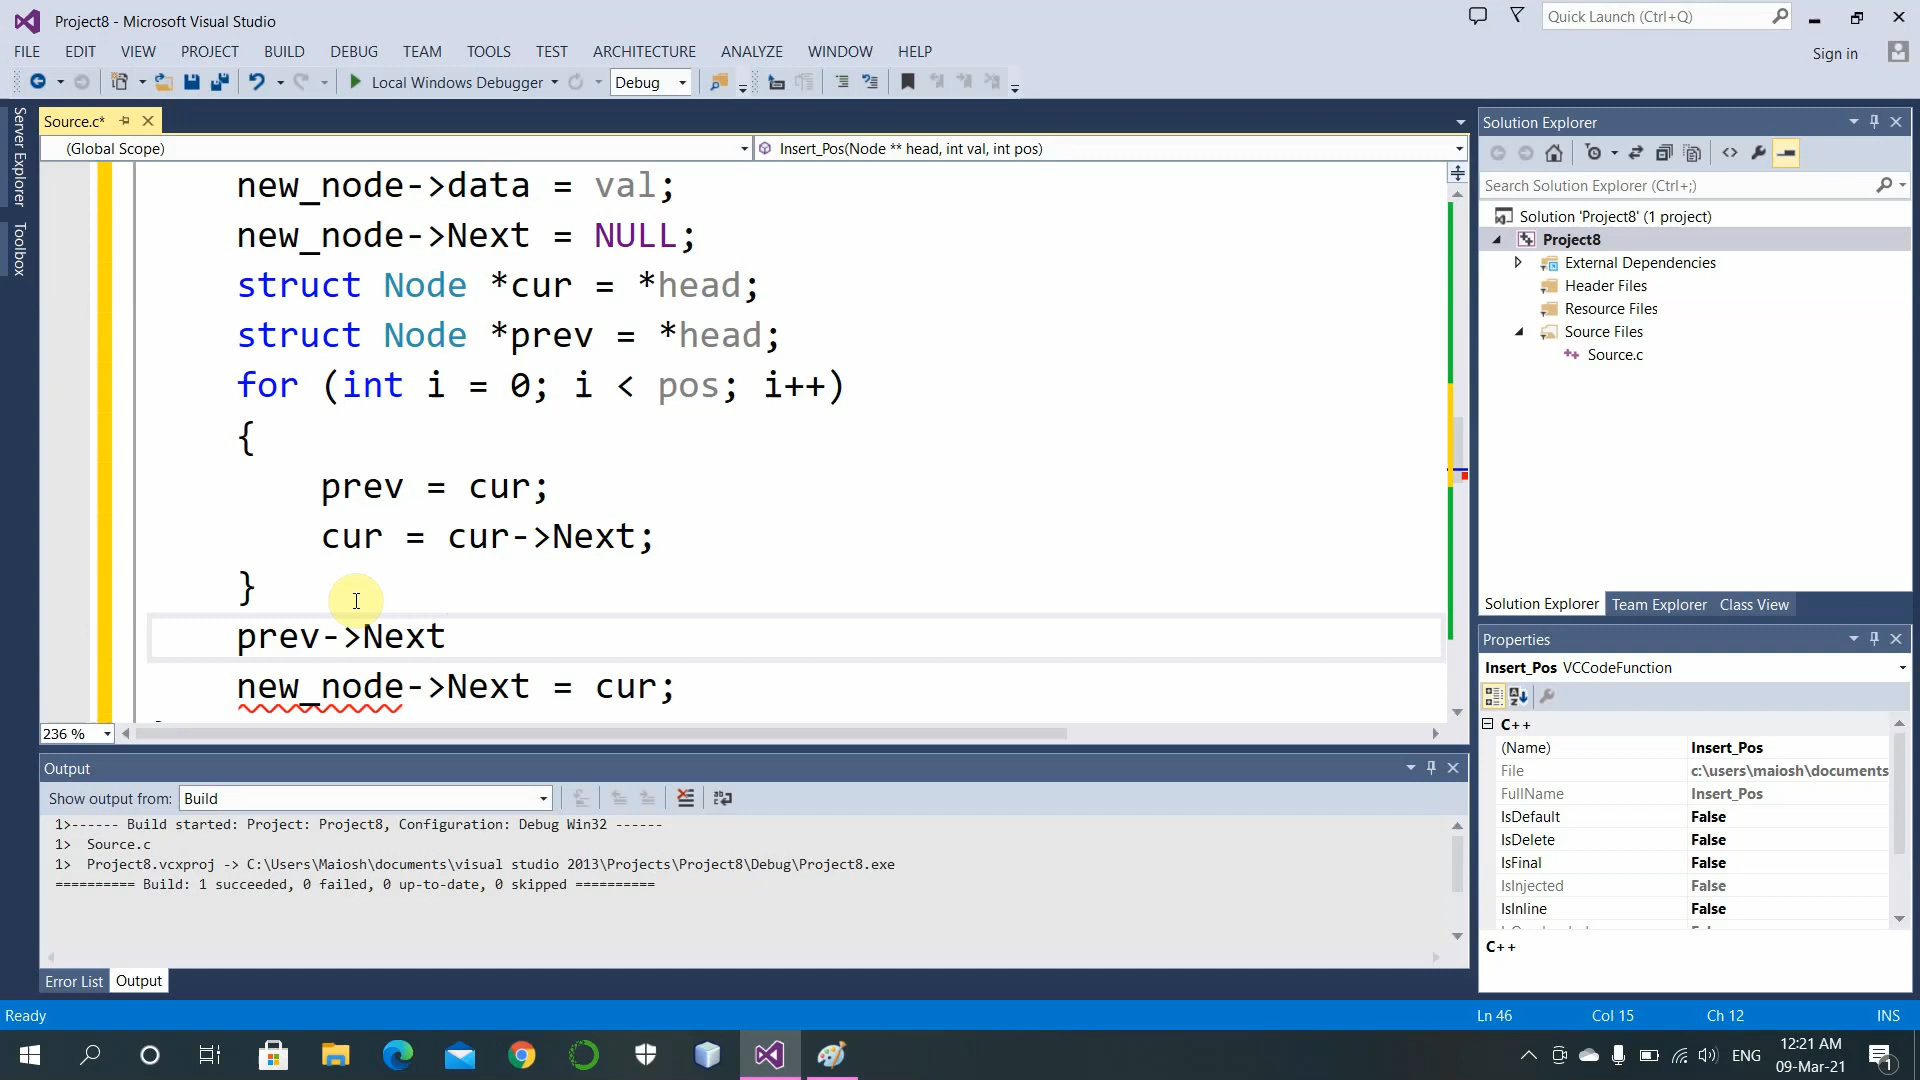 Project8 - Microsoft Visual Studio
Quick Launch (Ctrl+Q)
FILE EDIT VIEW PROJECT BUILD DEBUG TEAM TOOLS TEST ARCHITECTURE ANALYZE WINDOW HELP
Sign in
Local Windows Debugger Debug
Server Explorer
Toolbox
Source.c*
(Global Scope)
Insert_Pos(Node ** head, int val, int pos)
new_node->data = val;
new_node->Next = NULL;
struct Node *cur = *head;
struct Node *prev = *head;
for (int i = 0; i < pos; i++)
{
prev = cur;
cur = cur->Next;
}
prev->Next
new_node->Next = cur;
236 %
Output
Show output from: Build
1>------ Build started: Project: Project8, Configuration: Debug Win32 ------
1> Source.c
1> Project8.vcxproj -> C:\Users\Maiosh\documents\visual studio 2013\Projects\Project8\Debug\Project8.exe
========== Build: 1 succeeded, 0 failed, 0 up-to-date, 0 skipped ==========
Error List Output
Solution Explorer
Search Solution Explorer (Ctrl+;)
Solution 'Project8' (1 project)
Project8
External Dependencies
Header Files
Resource Files
Source Files
Source.c
Solution Explorer Team Explorer Class View
Properties
Insert_Pos VCCodeFunction
C++
(Name) Insert_Pos
File c:\users\maiosh\documents
FullName Insert_Pos
IsDefault False
IsDelete False
IsFinal False
IsInjected False
IsInline False
C++
Ready
Ln 46 Col 15 Ch 12 INS
ENG
12:21 AM
09-Mar-21
1